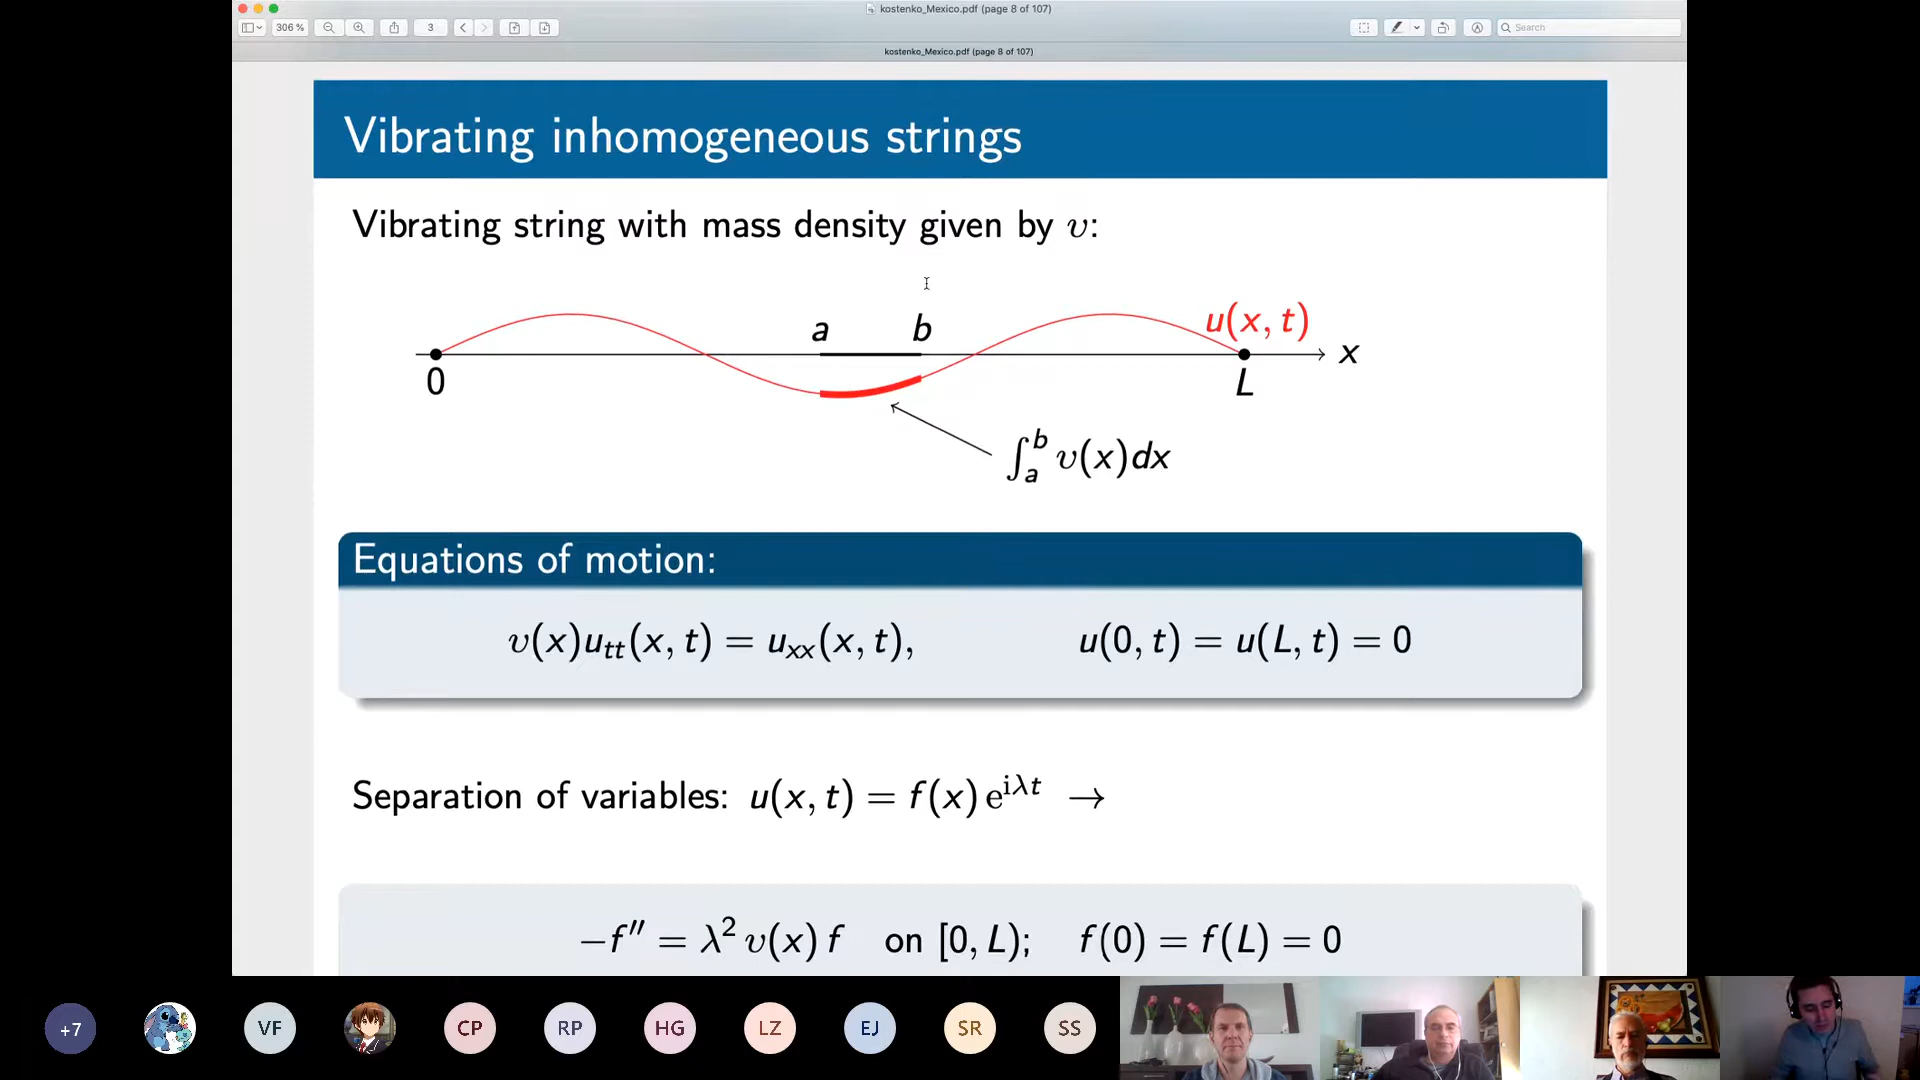 kostenko_Mexico.pdf (page 8 of 107)
306 %
3
Search
kostenko_Mexico.pdf (page 8 of 107)
Vibrating inhomogeneous strings
Vibrating string with mass density given by υ:
a b u(x, t)
0 L x
∫_a^b υ(x)dx
Equations of motion:
υ(x)u_tt(x, t) = u_xx(x, t), u(0, t) = u(L, t) = 0
Separation of variables: u(x, t) = f(x) e^{iλt} →
−f″ = λ² υ(x) f on [0, L); f(0) = f(L) = 0
+7 VF CP RP HG LZ EJ SR SS